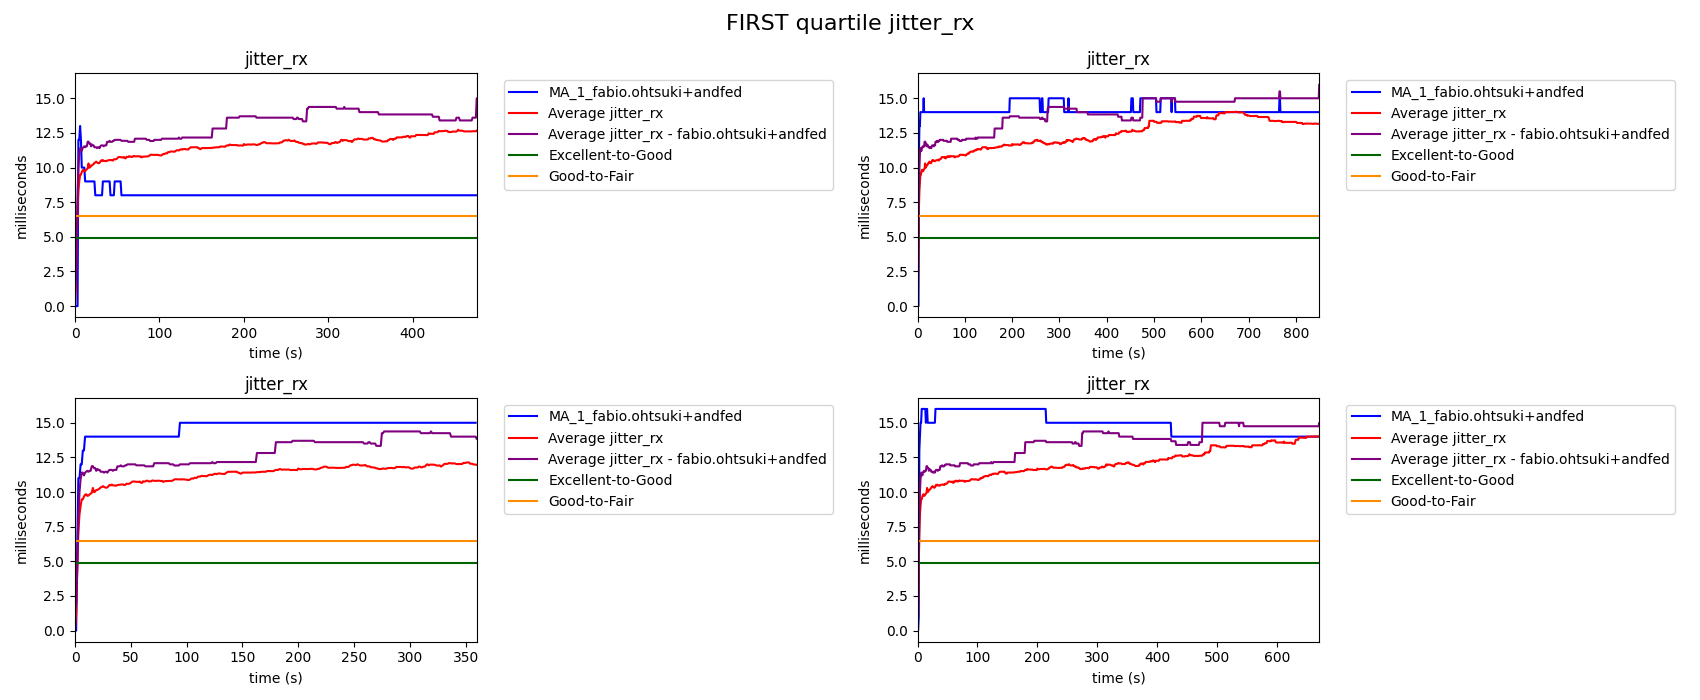 FIRST quartile jitter_rx
jitter_rx
milliseconds
15.0
12.5
10.0
7.5
5.0
2.5
0.0
0 100 200 300 400
time (s)
MA_1_fabio.ohtsuki+andfed
Average jitter_rx
Average jitter_rx - fabio.ohtsuki+andfed
Excellent-to-Good
Good-to-Fair
jitter_rx
milliseconds
15.0
12.5
10.0
7.5
5.0
2.5
0.0
0 100 200 300 400 500 600 700 800
time (s)
MA_1_fabio.ohtsuki+andfed
Average jitter_rx
Average jitter_rx - fabio.ohtsuki+andfed
Excellent-to-Good
Good-to-Fair
jitter_rx
milliseconds
15.0
12.5
10.0
7.5
5.0
2.5
0.0
0 50 100 150 200 250 300 350
time (s)
MA_1_fabio.ohtsuki+andfed
Average jitter_rx
Average jitter_rx - fabio.ohtsuki+andfed
Excellent-to-Good
Good-to-Fair
jitter_rx
milliseconds
15.0
12.5
10.0
7.5
5.0
2.5
0.0
0 100 200 300 400 500 600
time (s)
MA_1_fabio.ohtsuki+andfed
Average jitter_rx
Average jitter_rx - fabio.ohtsuki+andfed
Excellent-to-Good
Good-to-Fair